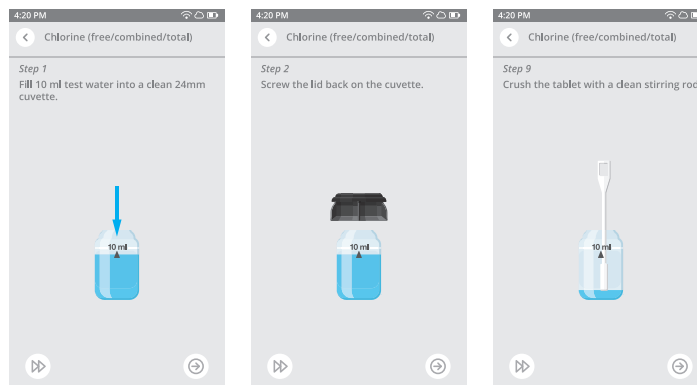 4:20 PM
Chlorine (free/combined/total)
Step 1
Fill 10 ml test water into a clean 24mm
cuvette.
10 ml
4:20 PM
Chlorine (free/combined/total)
Step 2
Screw the lid back on the cuvette.
10 ml
4:20 PM
Chlorine (free/combined/total)
Step 9
Crush the tablet with a clean stirring rod
10 ml